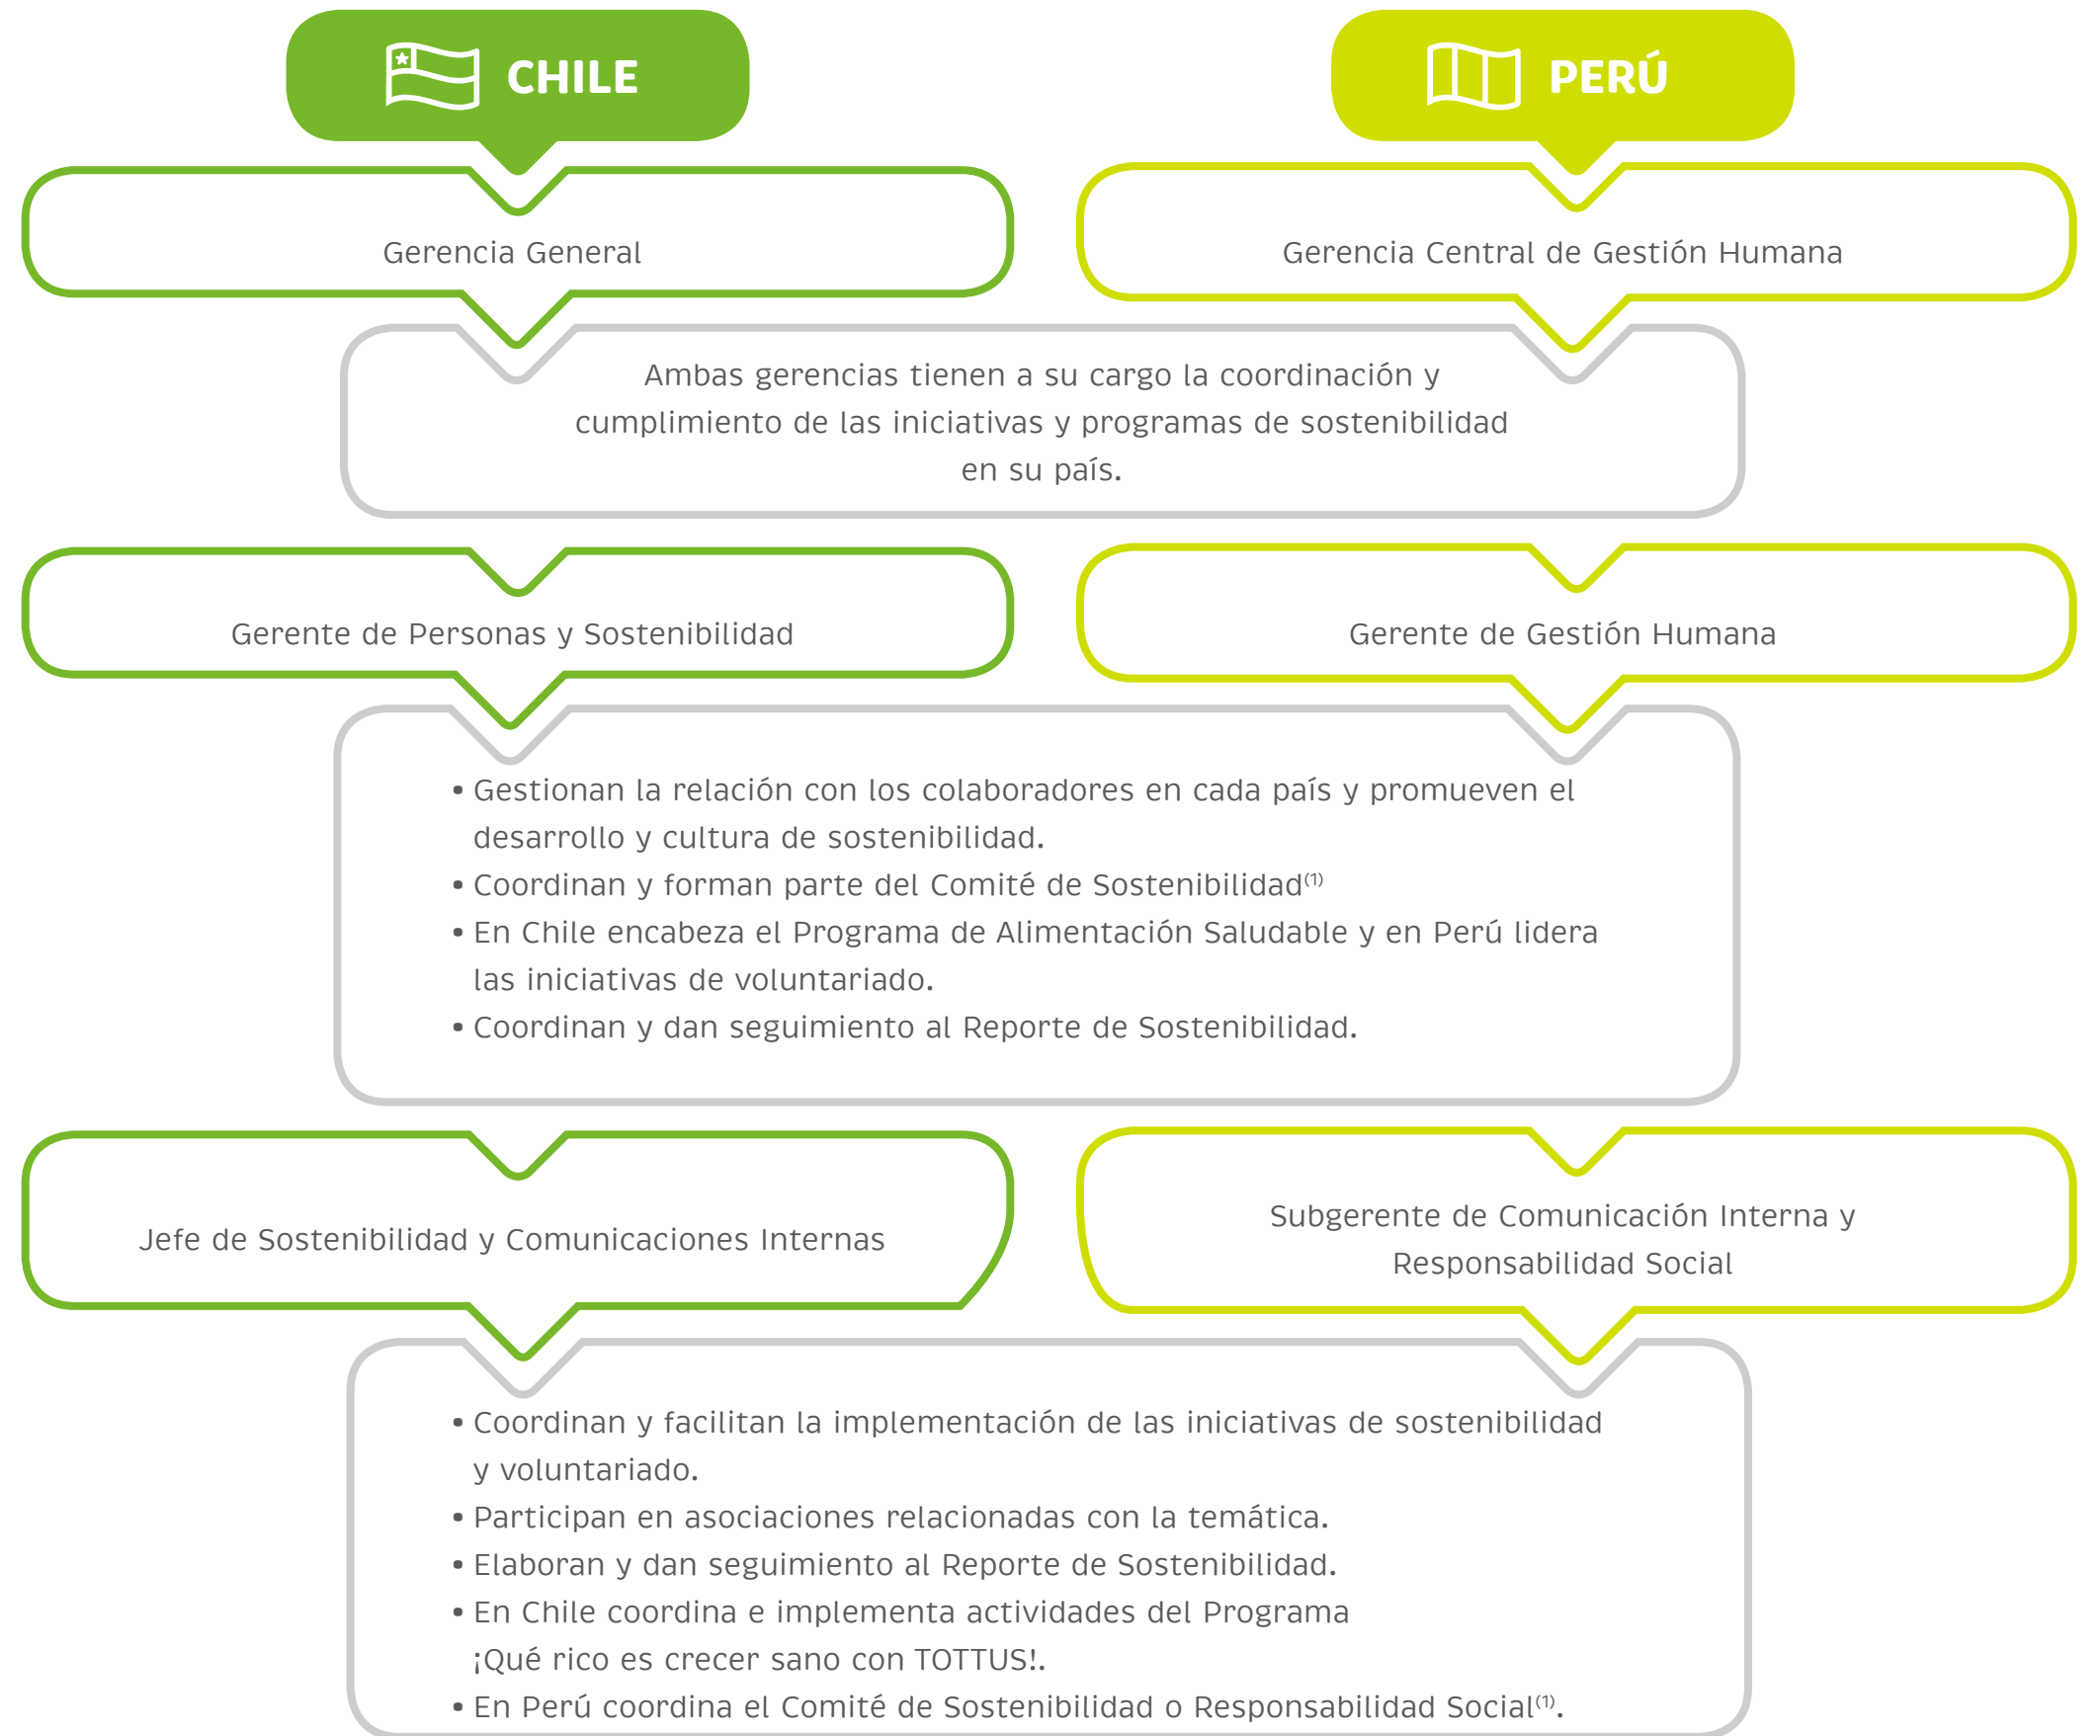 CHILE
PERÚ
Gerencia General
Gerencia Central de Gestión Humana
Ambas gerencias tienen a su cargo la coordinación y
cumplimiento de las iniciativas y programas de sostenibilidad
en su país.
Gerente de Personas y Sostenibilidad
Gerente de Gestión Humana
• Gestionan la relación con los colaboradores en cada país y promueven el
desarrollo y cultura de sostenibilidad.
• Coordinan y forman parte del Comité de Sostenibilidad(1)
• En Chile encabeza el Programa de Alimentación Saludable y en Perú lidera
las iniciativas de voluntariado.
• Coordinan y dan seguimiento al Reporte de Sostenibilidad.
Jefe de Sostenibilidad y Comunicaciones Internas
Subgerente de Comunicación Interna y
Responsabilidad Social
• Coordinan y facilitan la implementación de las iniciativas de sostenibilidad
y voluntariado.
• Participan en asociaciones relacionadas con la temática.
• Elaboran y dan seguimiento al Reporte de Sostenibilidad.
• En Chile coordina e implementa actividades del Programa
¡Qué rico es crecer sano con TOTTUS!.
• En Perú coordina el Comité de Sostenibilidad o Responsabilidad Social(1).